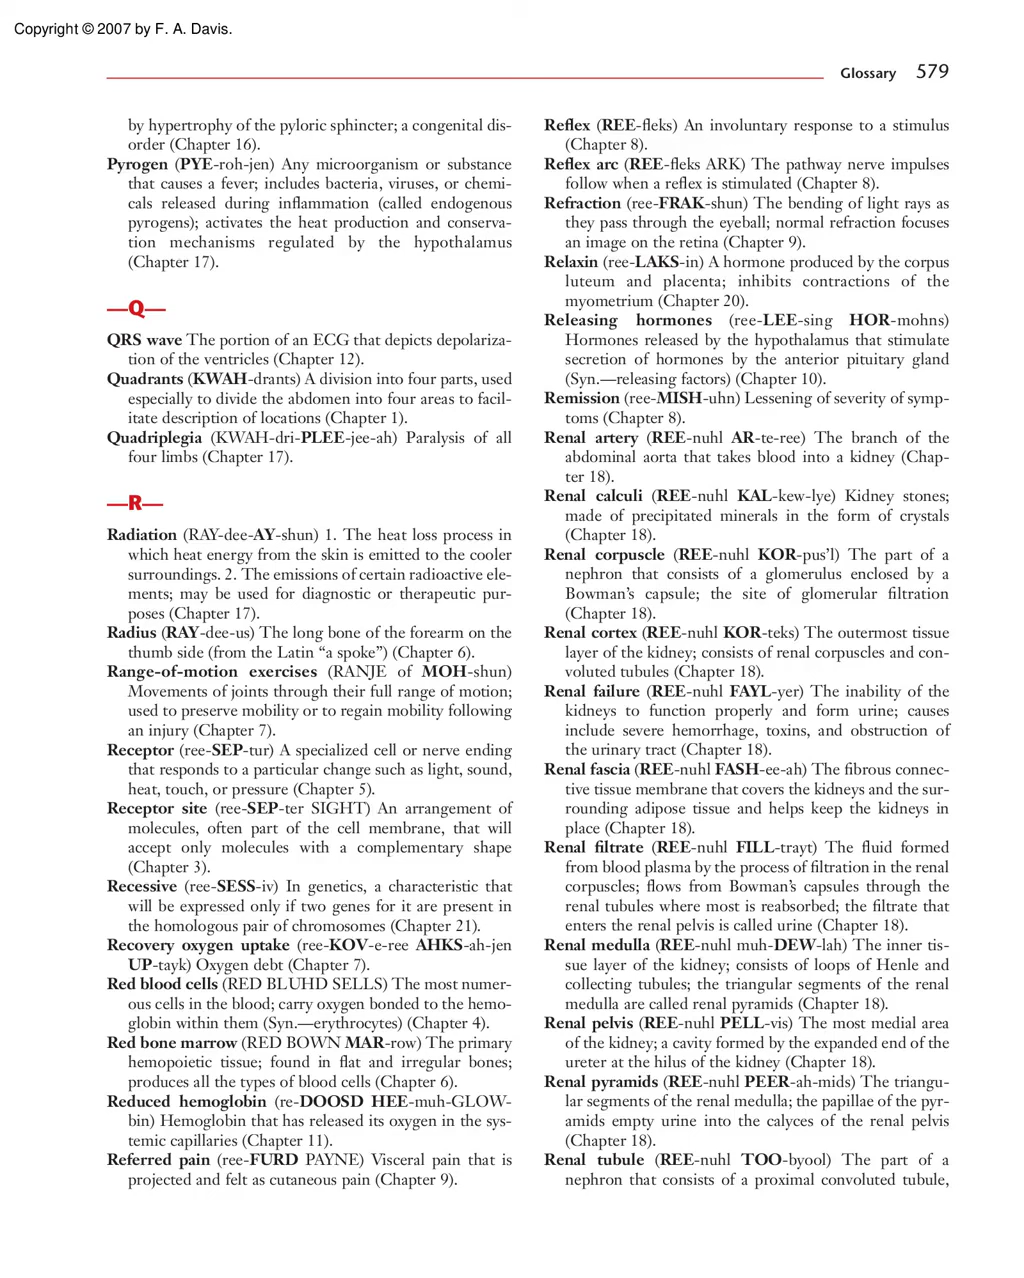 Copyright © 2007 by F. A. Davis.
Glossary 579
by hypertrophy of the pyloric sphincter; a congenital dis-
order (Chapter 16).
Pyrogen (PYE-roh-jen) Any microorganism or substance
that causes a fever; includes bacteria, viruses, or chemi-
cals released during inflammation (called endogenous
pyrogens); activates the heat production and conserva-
tion mechanisms regulated by the hypothalamus
(Chapter 17).
—Q—
QRS wave The portion of an ECG that depicts depolariza-
tion of the ventricles (Chapter 12).
Quadrants (KWAH-drants) A division into four parts, used
especially to divide the abdomen into four areas to facil-
itate description of locations (Chapter 1).
Quadriplegia (KWAH-dri-PLEE-jee-ah) Paralysis of all
four limbs (Chapter 17).
—R—
Radiation (RAY-dee-AY-shun) 1. The heat loss process in
which heat energy from the skin is emitted to the cooler
surroundings. 2. The emissions of certain radioactive ele-
ments; may be used for diagnostic or therapeutic pur-
poses (Chapter 17).
Radius (RAY-dee-us) The long bone of the forearm on the
thumb side (from the Latin “a spoke”) (Chapter 6).
Range-of-motion exercises (RANJE of MOH-shun)
Movements of joints through their full range of motion;
used to preserve mobility or to regain mobility following
an injury (Chapter 7).
Receptor (ree-SEP-tur) A specialized cell or nerve ending
that responds to a particular change such as light, sound,
heat, touch, or pressure (Chapter 5).
Receptor site (ree-SEP-ter SIGHT) An arrangement of
molecules, often part of the cell membrane, that will
accept only molecules with a complementary shape
(Chapter 3).
Recessive (ree-SESS-iv) In genetics, a characteristic that
will be expressed only if two genes for it are present in
the homologous pair of chromosomes (Chapter 21).
Recovery oxygen uptake (ree-KOV-e-ree AHKS-ah-jen
UP-tayk) Oxygen debt (Chapter 7).
Red blood cells (RED BLUHD SELLS) The most numer-
ous cells in the blood; carry oxygen bonded to the hemo-
globin within them (Syn.—erythrocytes) (Chapter 4).
Red bone marrow (RED BOWN MAR-row) The primary
hemopoietic tissue; found in flat and irregular bones;
produces all the types of blood cells (Chapter 6).
Reduced hemoglobin (re-DOOSD HEE-muh-GLOW-
bin) Hemoglobin that has released its oxygen in the sys-
temic capillaries (Chapter 11).
Referred pain (ree-FURD PAYNE) Visceral pain that is
projected and felt as cutaneous pain (Chapter 9).
Reflex (REE-fleks) An involuntary response to a stimulus
(Chapter 8).
Reflex arc (REE-fleks ARK) The pathway nerve impulses
follow when a reflex is stimulated (Chapter 8).
Refraction (ree-FRAK-shun) The bending of light rays as
they pass through the eyeball; normal refraction focuses
an image on the retina (Chapter 9).
Relaxin (ree-LAKS-in) A hormone produced by the corpus
luteum and placenta; inhibits contractions of the
myometrium (Chapter 20).
Releasing hormones (ree-LEE-sing HOR-mohns)
Hormones released by the hypothalamus that stimulate
secretion of hormones by the anterior pituitary gland
(Syn.—releasing factors) (Chapter 10).
Remission (ree-MISH-uhn) Lessening of severity of symp-
toms (Chapter 8).
Renal artery (REE-nuhl AR-te-ree) The branch of the
abdominal aorta that takes blood into a kidney (Chap-
ter 18).
Renal calculi (REE-nuhl KAL-kew-lye) Kidney stones;
made of precipitated minerals in the form of crystals
(Chapter 18).
Renal corpuscle (REE-nuhl KOR-pus’l) The part of a
nephron that consists of a glomerulus enclosed by a
Bowman’s capsule; the site of glomerular filtration
(Chapter 18).
Renal cortex (REE-nuhl KOR-teks) The outermost tissue
layer of the kidney; consists of renal corpuscles and con-
voluted tubules (Chapter 18).
Renal failure (REE-nuhl FAYL-yer) The inability of the
kidneys to function properly and form urine; causes
include severe hemorrhage, toxins, and obstruction of
the urinary tract (Chapter 18).
Renal fascia (REE-nuhl FASH-ee-ah) The fibrous connec-
tive tissue membrane that covers the kidneys and the sur-
rounding adipose tissue and helps keep the kidneys in
place (Chapter 18).
Renal filtrate (REE-nuhl FILL-trayt) The fluid formed
from blood plasma by the process of filtration in the renal
corpuscles; flows from Bowman’s capsules through the
renal tubules where most is reabsorbed; the filtrate that
enters the renal pelvis is called urine (Chapter 18).
Renal medulla (REE-nuhl muh-DEW-lah) The inner tis-
sue layer of the kidney; consists of loops of Henle and
collecting tubules; the triangular segments of the renal
medulla are called renal pyramids (Chapter 18).
Renal pelvis (REE-nuhl PELL-vis) The most medial area
of the kidney; a cavity formed by the expanded end of the
ureter at the hilus of the kidney (Chapter 18).
Renal pyramids (REE-nuhl PEER-ah-mids) The triangu-
lar segments of the renal medulla; the papillae of the pyr-
amids empty urine into the calyces of the renal pelvis
(Chapter 18).
Renal tubule (REE-nuhl TOO-byool) The part of a
nephron that consists of a proximal convoluted tubule,